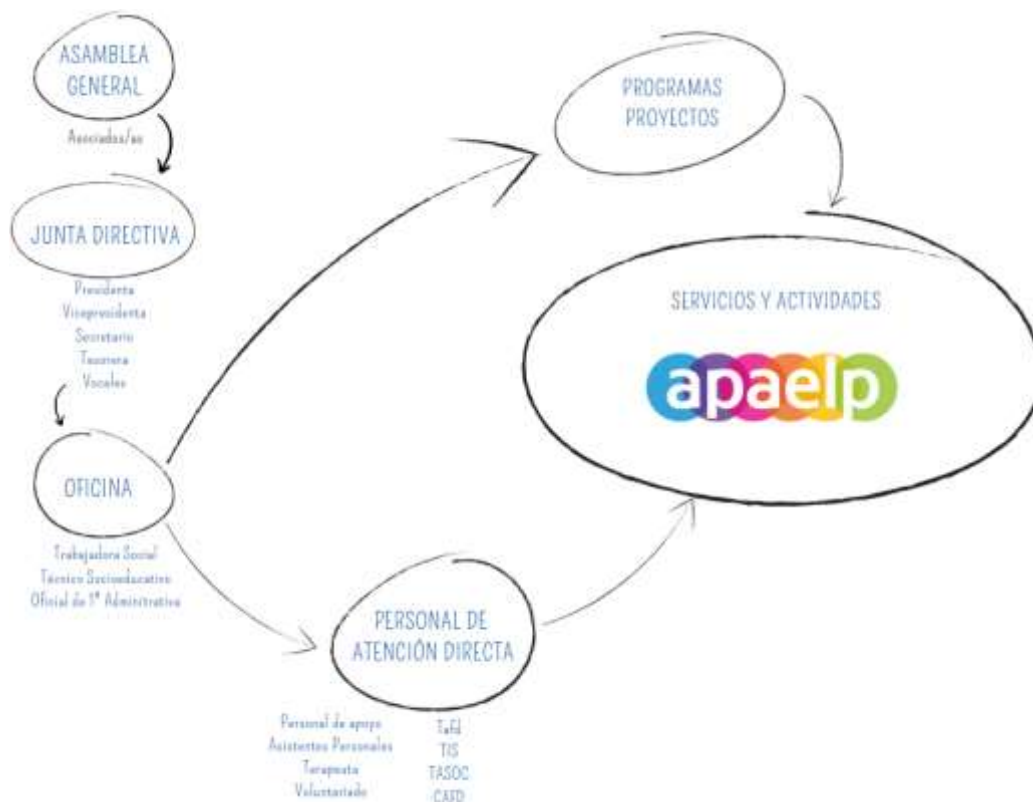 ASAMBLEA
GENERAL
Asociados/as
JUNTA DIRECTIVA
Presidenta
Vicepresidenta
Secretario
Tesorera
Vocales
OFICINA
Trabajadora Social
Técnico Socioeducativo
Oficial de 1ª Adminitrativa
PROGRAMAS
PROYECTOS
SERVICIOS Y ACTIVIDADES
apaelp
PERSONAL DE
ATENCIÓN DIRECTA
Personal de apoyo
Asistentes Personales
Terapeuta
Voluntariado
Tafd
TIS
TASOC
CAFD